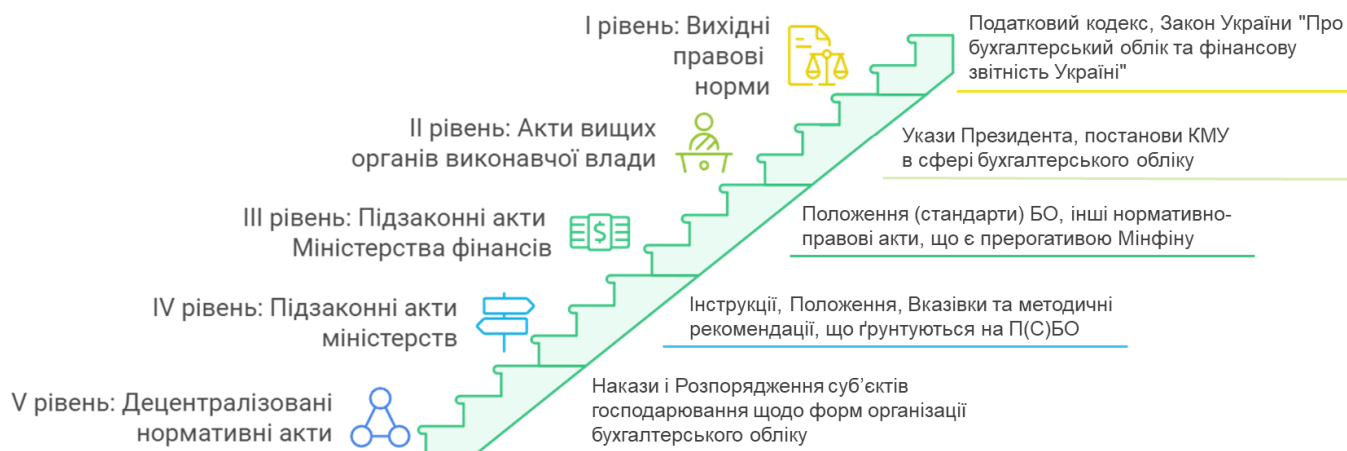 І рівень: Вихідні
правові
норми
Податковий кодекс, Закон України "Про
бухгалтерський облік та фінансову
звітність Україні"
ІІ рівень: Акти вищих
органів виконавчої влади
Укази Президента, постанови КМУ
в сфері бухгалтерського обліку
ІІІ рівень: Підзаконні акти
Міністерства фінансів
$
Положення (стандарти) БО, інші нормативно-
правові акти, що є прерогативою Мінфіну
IV рівень: Підзаконні акти
міністерств
Інструкції, Положення, Вказівки та методичні
рекомендації, що ґрунтуються на П(С)БО
V рівень: Децентралізовані
нормативні акти
Накази і Розпорядження суб’єктів
господарювання щодо форм організації
бухгалтерського обліку